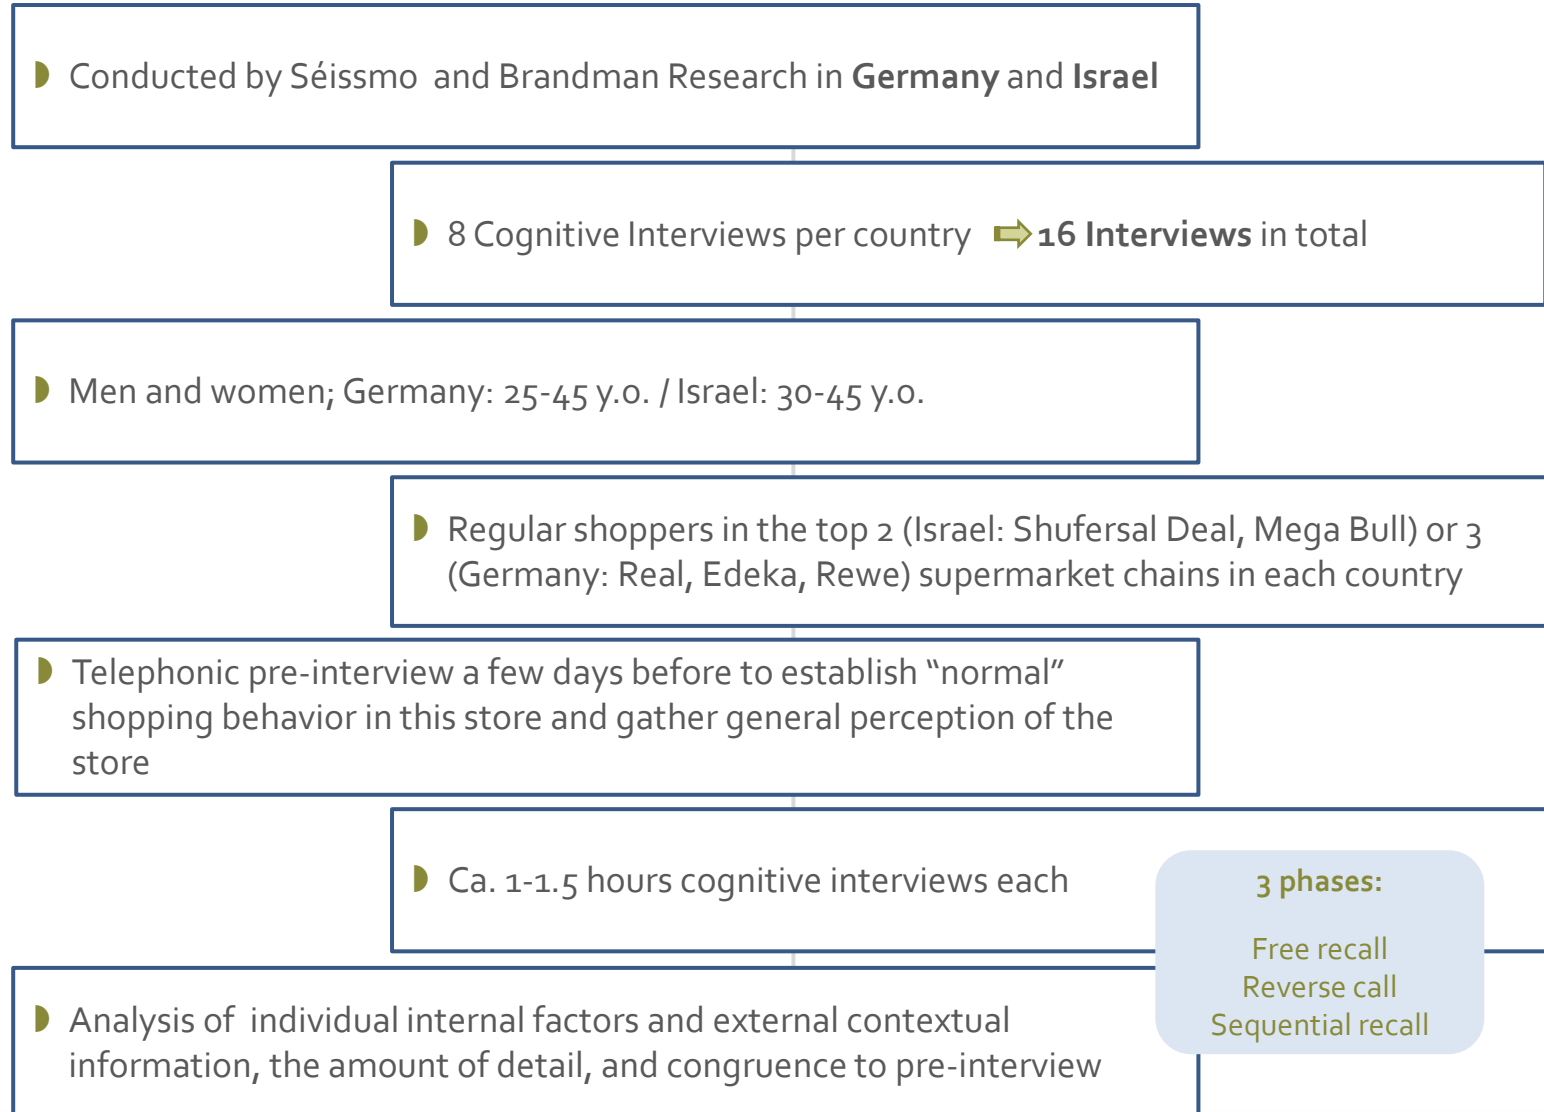 Conducted by Séissmo and Brandman Research in Germany and Israel
8 Cognitive Interviews per country 16 Interviews in total
Men and women; Germany: 25-45 y.o. / Israel: 30-45 y.o.
Regular shoppers in the top 2 (Israel: Shufersal Deal, Mega Bull) or 3
(Germany: Real, Edeka, Rewe) supermarket chains in each country
Telephonic pre-interview a few days before to establish “normal”
shopping behavior in this store and gather general perception of the
store
Ca. 1-1.5 hours cognitive interviews each
3 phases:
Free recall
Reverse call
Sequential recall
Analysis of individual internal factors and external contextual
information, the amount of detail, and congruence to pre-interview